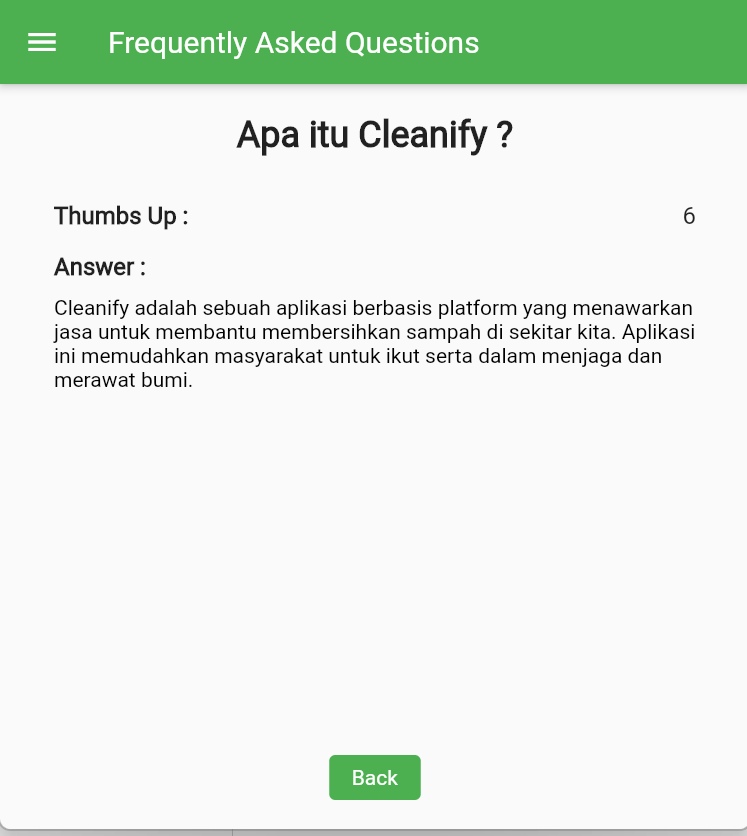 Frequently Asked Questions
Apa itu Cleanify ?
Thumbs Up : 6
Answer :
Cleanify adalah sebuah aplikasi berbasis platform yang menawarkan
jasa untuk membantu membersihkan sampah di sekitar kita. Aplikasi
ini memudahkan masyarakat untuk ikut serta dalam menjaga dan
merawat bumi.
Back